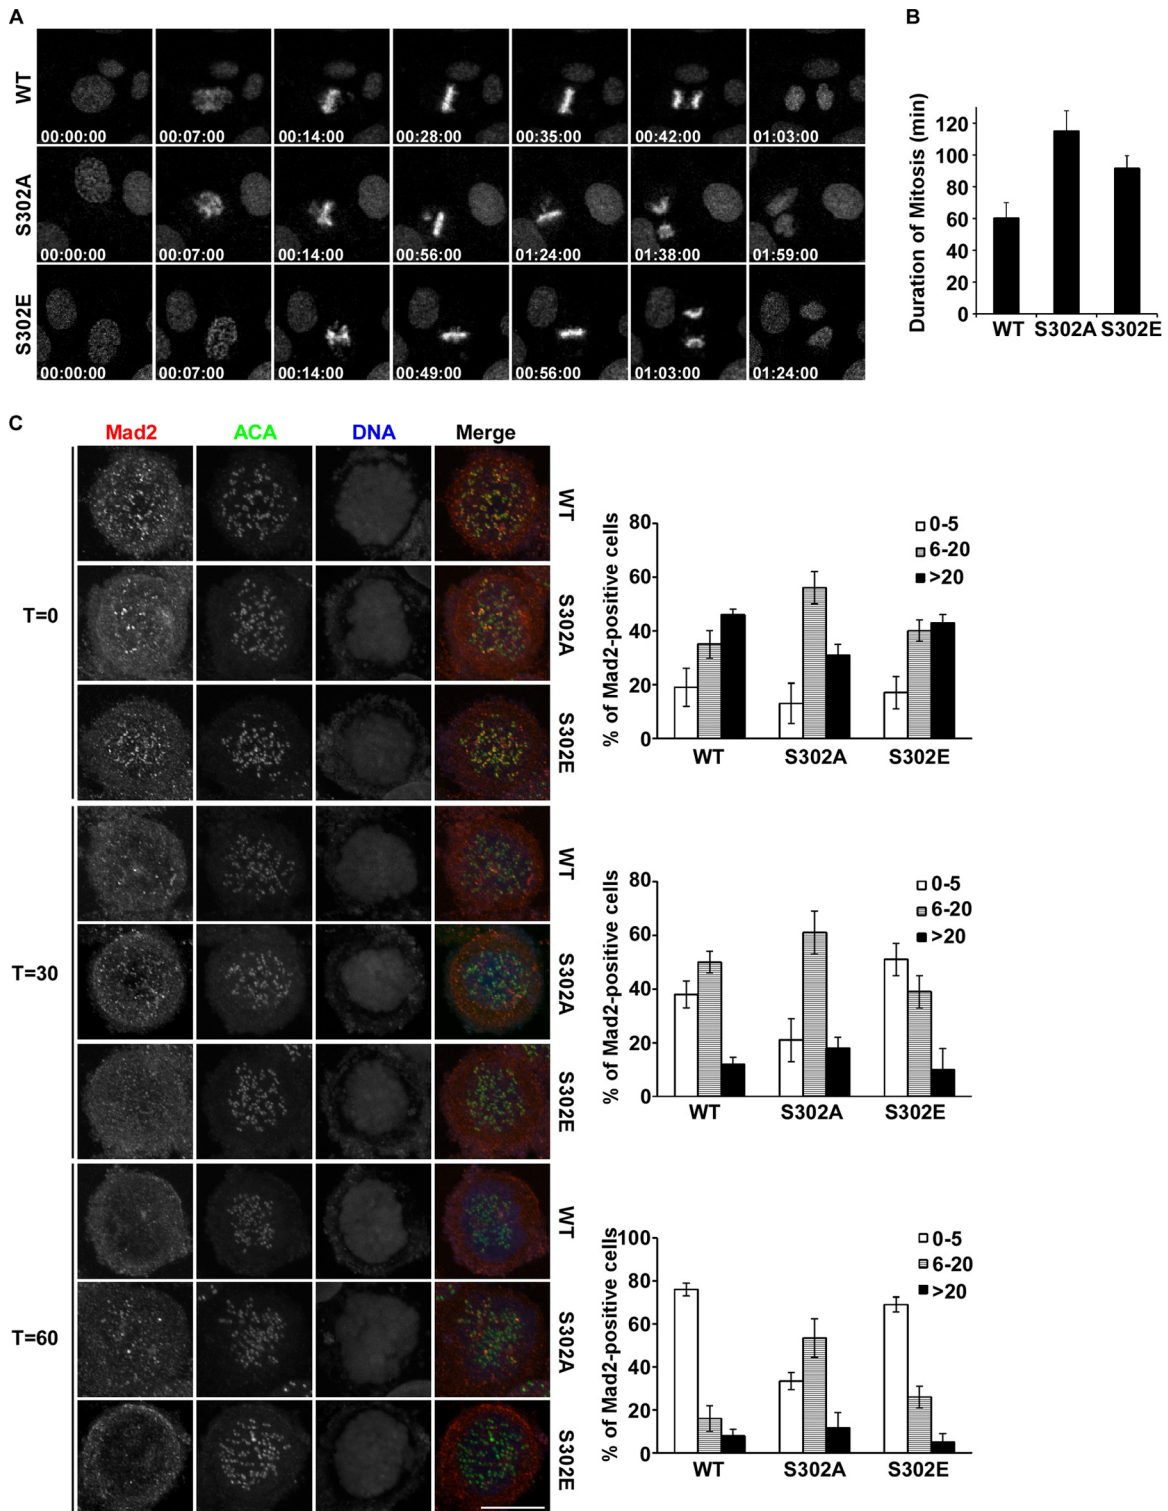 A
WT
00:00:00 00:07:00 00:14:00 00:28:00 00:35:00 00:42:00 01:03:00
S302A
00:00:00 00:07:00 00:14:00 00:56:00 01:24:00 01:38:00 01:59:00
S302E
00:00:00 00:07:00 00:14:00 00:49:00 00:56:00 01:03:00 01:24:00
B
Duration of Mitosis (min)
120
100
80
60
40
20
0
WT S302A S302E
C
Mad2 ACA DNA Merge
WT
T=0
S302A
S302E
WT
T=30
S302A
S302E
WT
T=60
S302A
S302E
% of Mad2-positive cells
80
60
40
20
0
0-5
6-20
>20
WT S302A S302E
% of Mad2-positive cells
80
60
40
20
0
0-5
6-20
>20
WT S302A S302E
% of Mad2-positive cells
100
80
60
40
20
0
0-5
6-20
>20
WT S302A S302E